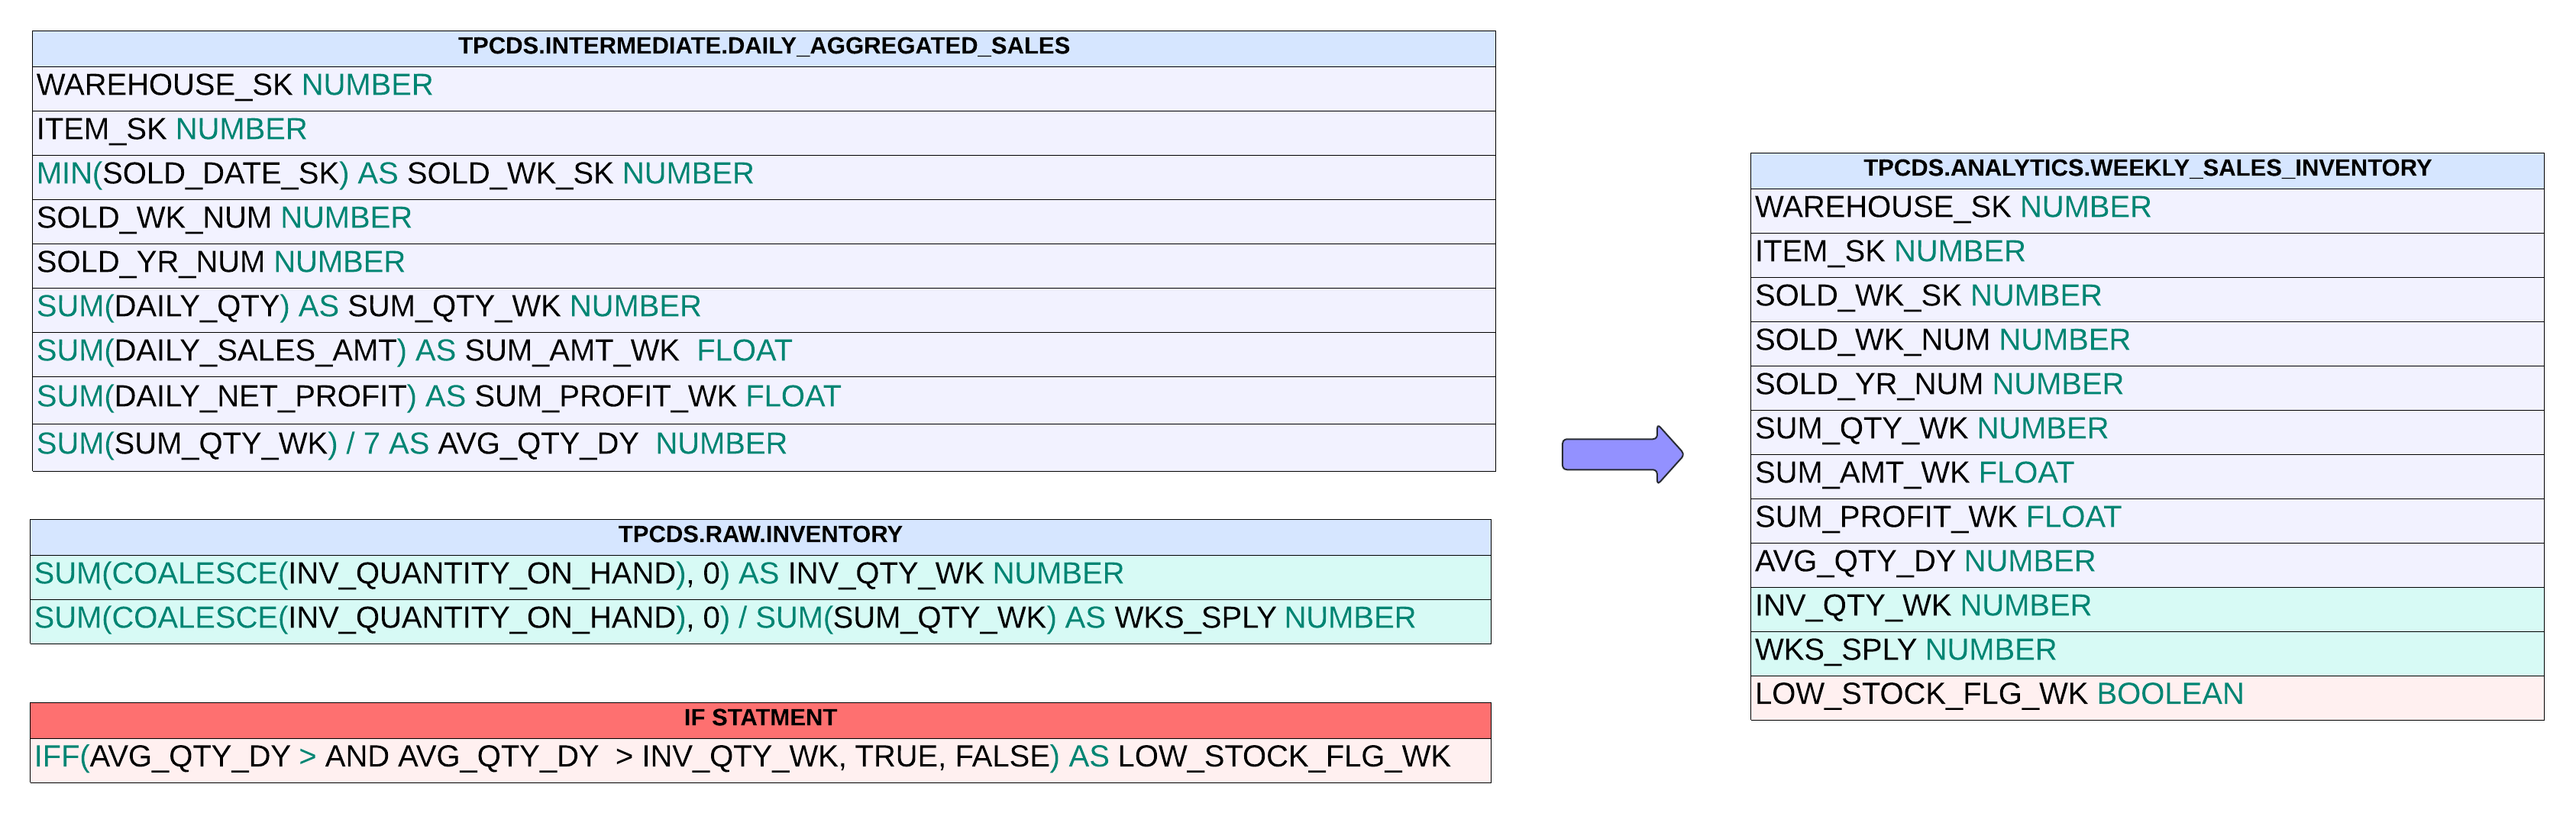 TPCDS.INTERMEDIATE.DAILY_AGGREGATED_SALES
WAREHOUSE_SK NUMBER
ITEM_SK NUMBER
MIN(SOLD_DATE_SK) AS SOLD_WK_SK NUMBER
SOLD_WK_NUM NUMBER
SOLD_YR_NUM NUMBER
SUM(DAILY_QTY) AS SUM_QTY_WK NUMBER
SUM(DAILY_SALES_AMT) AS SUM_AMT_WK  FLOAT
SUM(DAILY_NET_PROFIT) AS SUM_PROFIT_WK FLOAT
SUM(SUM_QTY_WK) / 7 AS AVG_QTY_DY  NUMBER
TPCDS.RAW.INVENTORY
SUM(COALESCE(INV_QUANTITY_ON_HAND), 0) AS INV_QTY_WK NUMBER
SUM(COALESCE(INV_QUANTITY_ON_HAND), 0) / SUM(SUM_QTY_WK) AS WKS_SPLY NUMBER
IF STATMENT
IFF(AVG_QTY_DY > AND AVG_QTY_DY  > INV_QTY_WK, TRUE, FALSE) AS LOW_STOCK_FLG_WK
TPCDS.ANALYTICS.WEEKLY_SALES_INVENTORY
WAREHOUSE_SK NUMBER
ITEM_SK NUMBER
SOLD_WK_SK NUMBER
SOLD_WK_NUM NUMBER
SOLD_YR_NUM NUMBER
SUM_QTY_WK NUMBER
SUM_AMT_WK FLOAT
SUM_PROFIT_WK FLOAT
AVG_QTY_DY NUMBER
INV_QTY_WK NUMBER
WKS_SPLY NUMBER
LOW_STOCK_FLG_WK BOOLEAN